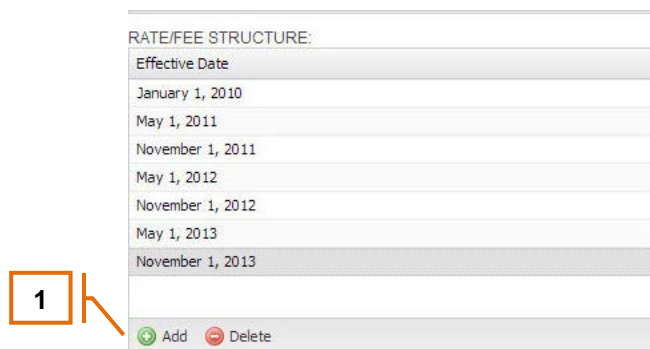 RATE/FEE STRUCTURE:
Effective Date
January 1, 2010
May 1, 2011
November 1, 2011
May 1, 2012
November 1, 2012
May 1, 2013
November 1, 2013
1
Add Delete